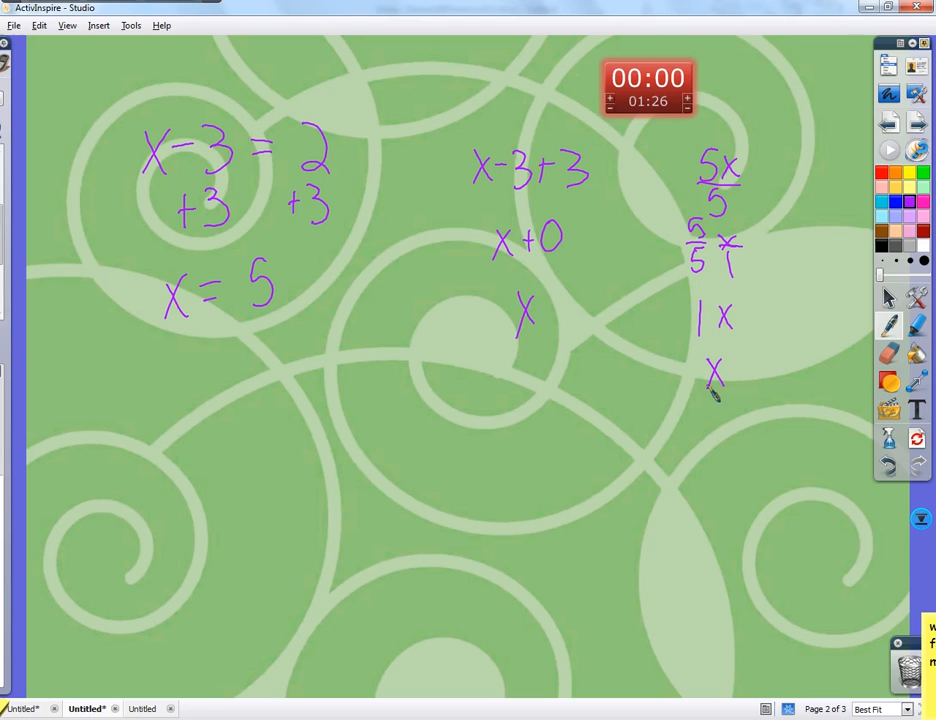 ActivInspire - Studio
File Edit View Insert Tools Help
00:00
01:26
x-3 = 2
+3 +3
x = 5
x-3+3
x+0
x
5x
5
5 x
5 1
1x
x
T
w
f
m
Untitled* Untitled* Untitled
Page 2 of 3 Best Fit